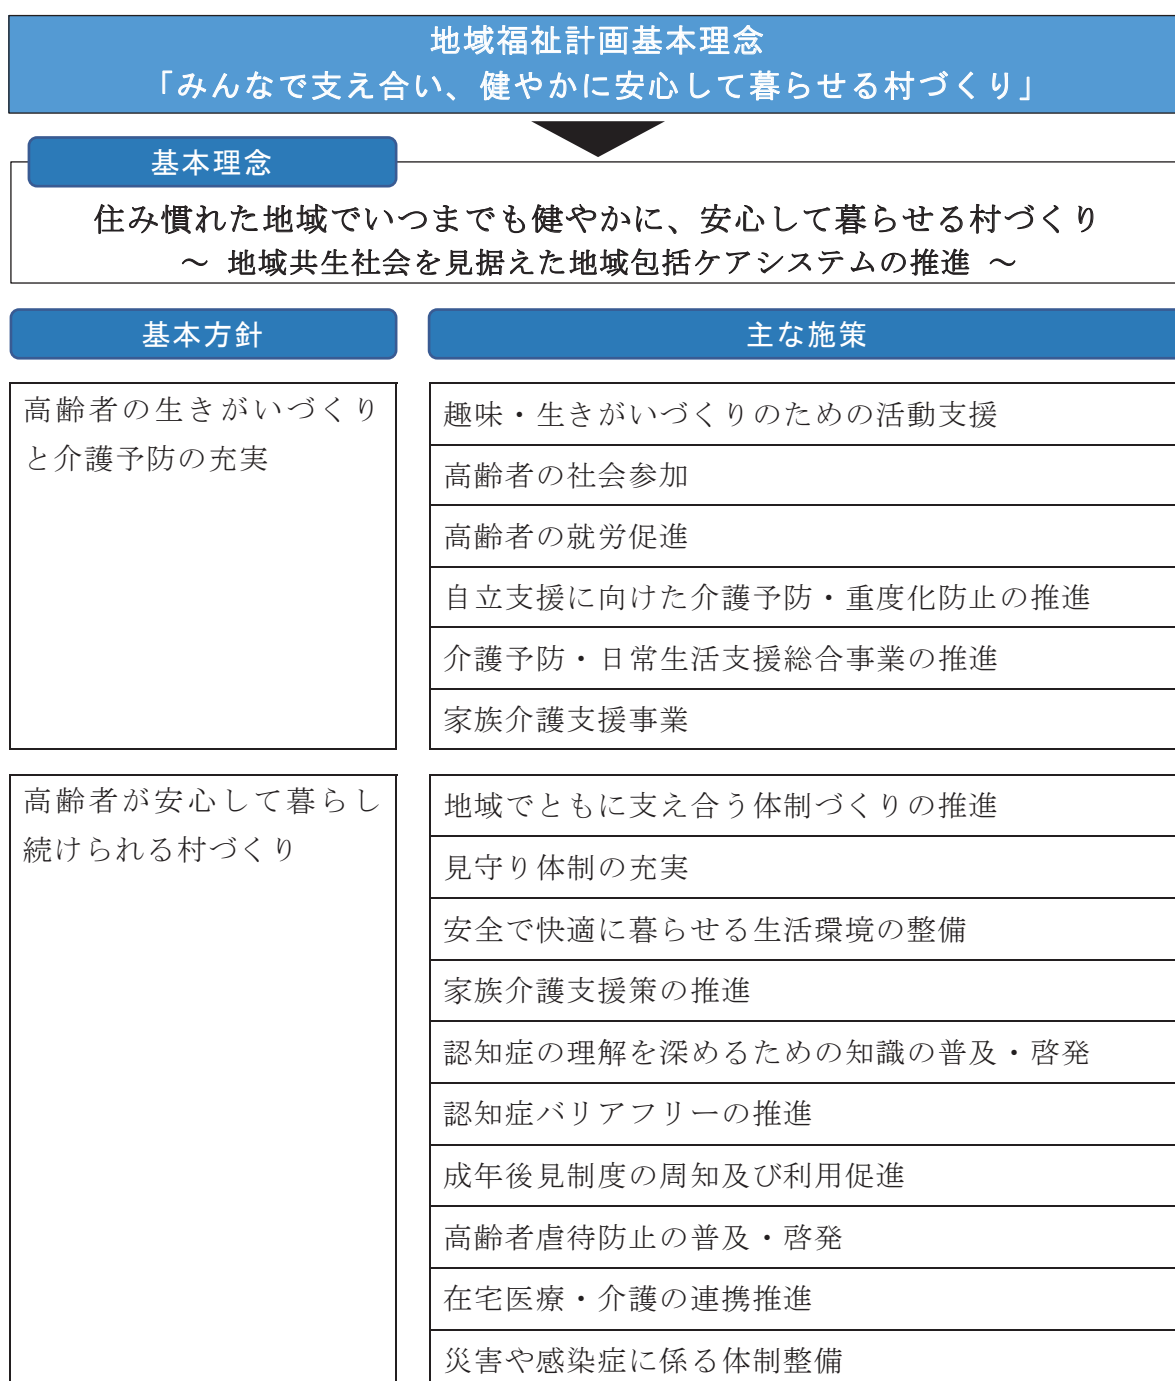 地域福祉計画基本理念
「みんなで支え合い、健やかに安心して暮らせる村づくり」
基本理念
住み慣れた地域でいつまでも健やかに、安心して暮らせる村づくり
～ 地域共生社会を見据えた地域包括ケアシステムの推進 ～
基本方針
主な施策
高齢者の生きがいづくり
と介護予防の充実
趣味・生きがいづくりのための活動支援
高齢者の社会参加
高齢者の就労促進
自立支援に向けた介護予防・重度化防止の推進
介護予防・日常生活支援総合事業の推進
家族介護支援事業
高齢者が安心して暮らし
続けられる村づくり
地域でともに支え合う体制づくりの推進
見守り体制の充実
安全で快適に暮らせる生活環境の整備
家族介護支援策の推進
認知症の理解を深めるための知識の普及・啓発
認知症バリアフリーの推進
成年後見制度の周知及び利用促進
高齢者虐待防止の普及・啓発
在宅医療・介護の連携推進
災害や感染症に係る体制整備